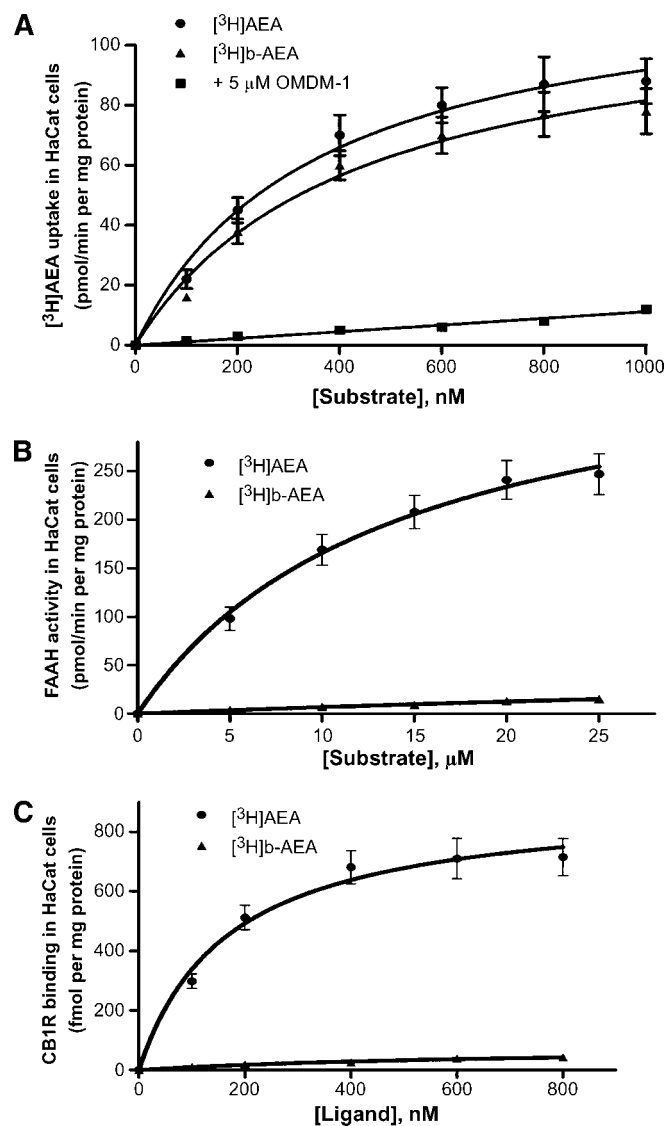 A
[³H]AEA
[³H]b-AEA
+ 5 µM OMDM-1
[³H]AEA uptake in HaCat cells
(pmol/min per mg protein)
100
80
60
40
20
0
0 200 400 600 800 1000
[Substrate], nM
B
[³H]AEA
[³H]b-AEA
FAAH activity in HaCat cells
(pmol/min per mg protein)
250
200
150
100
50
0
0 5 10 15 20 25
[Substrate], µM
C
[³H]AEA
[³H]b-AEA
CB1R binding in HaCat cells
(fmol per mg protein)
800
600
400
200
0
0 200 400 600 800
[Ligand], nM